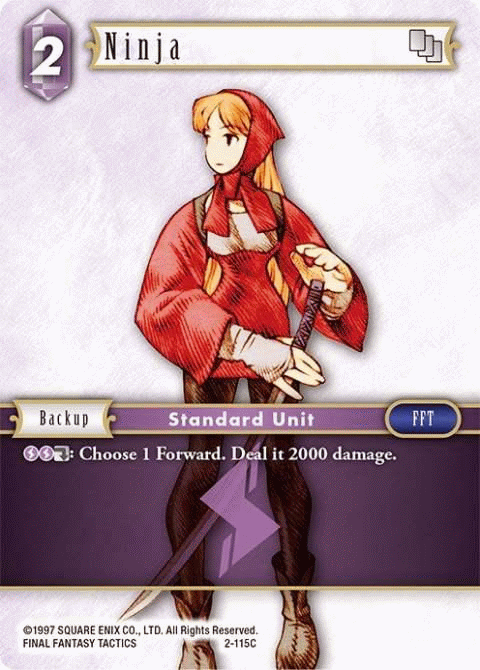 2
Ninja
Backup
Standard Unit
FFT
: Choose 1 Forward. Deal it 2000 damage.
©1997 SQUARE ENIX CO., LTD. All Rights Reserved.
FINAL FANTASY TACTICS
2-115C